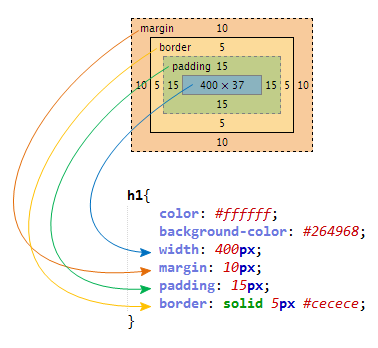 margin 10
border 5
padding 15
10 5 15 400 × 37 15 5 10
15
5
10
h1{
color: #ffffff;
background-color: #264968;
width: 400px;
margin: 10px;
padding: 15px;
border: solid 5px #cecece;
}